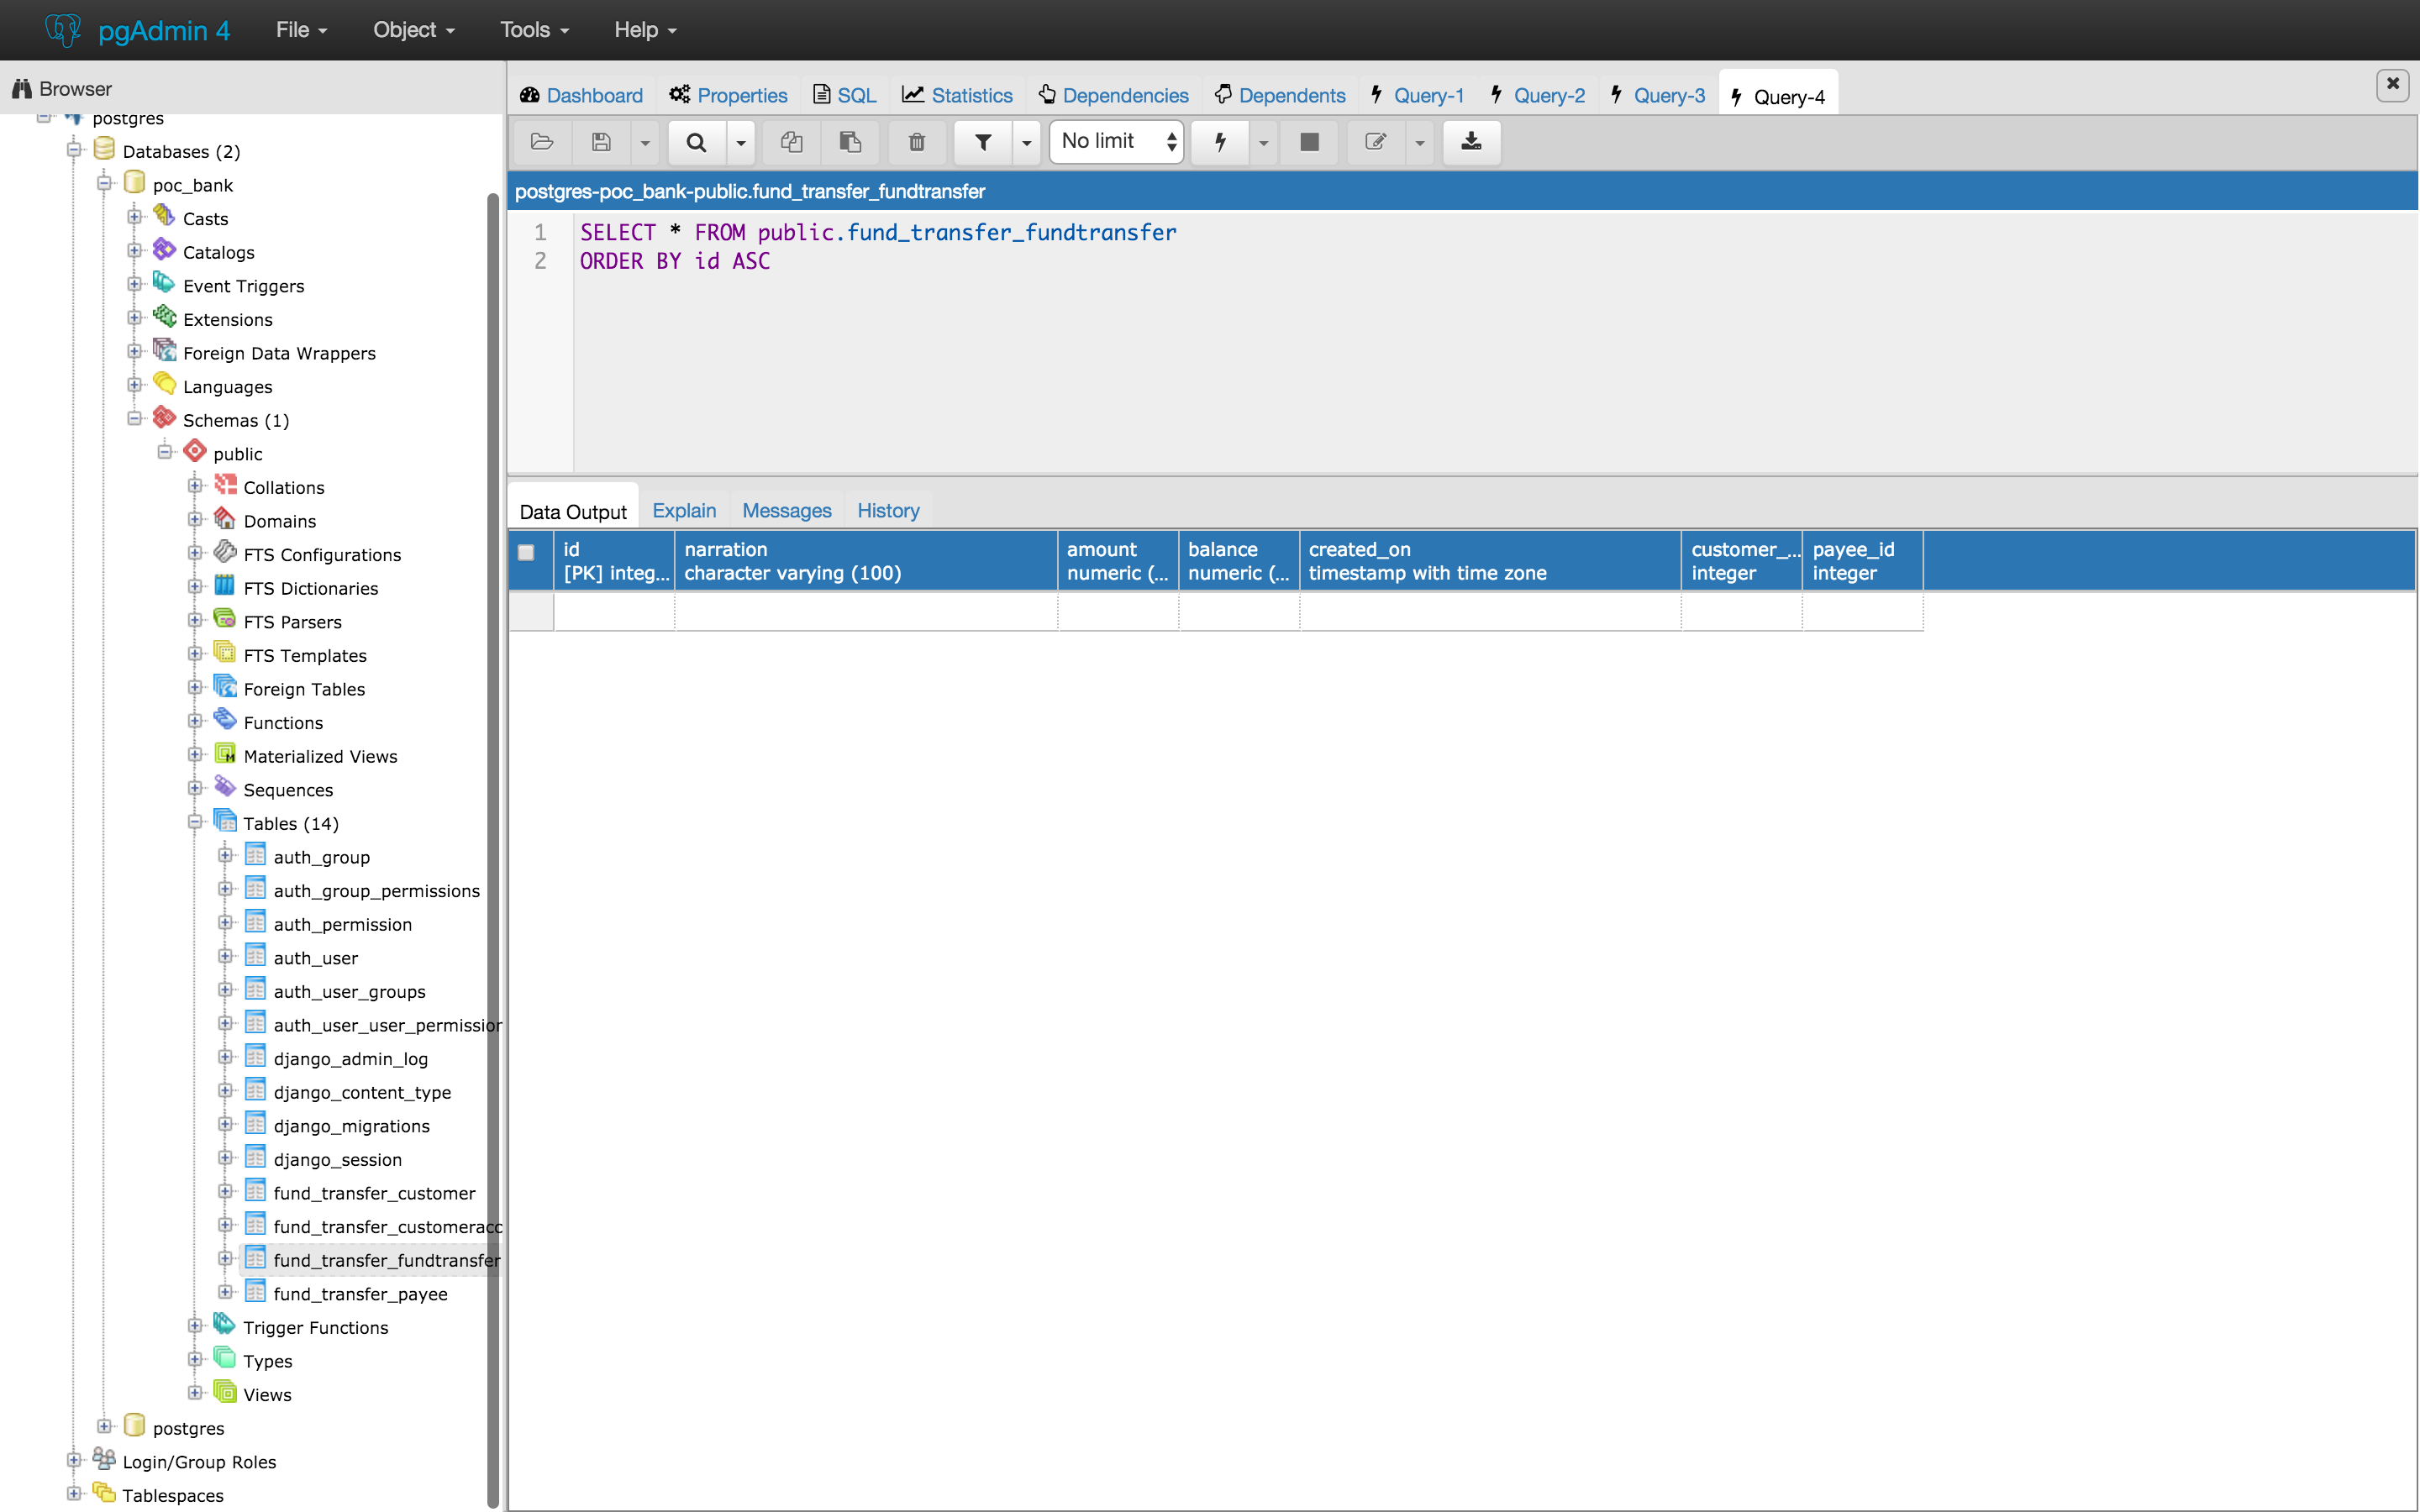 pgAdmin 4 File Object Tools Help
Browser
postgres
Databases (2)
poc_bank
Casts
Catalogs
Event Triggers
Extensions
Foreign Data Wrappers
Languages
Schemas (1)
public
Collations
Domains
FTS Configurations
FTS Dictionaries
FTS Parsers
FTS Templates
Foreign Tables
Functions
Materialized Views
Sequences
Tables (14)
auth_group
auth_group_permissions
auth_permission
auth_user
auth_user_groups
auth_user_user_permission
django_admin_log
django_content_type
django_migrations
django_session
fund_transfer_customer
fund_transfer_customeracc
fund_transfer_fundtransfer
fund_transfer_payee
Trigger Functions
Types
Views
postgres
Login/Group Roles
Tablespaces
Dashboard Properties SQL Statistics Dependencies Dependents Query-1 Query-2 Query-3 Query-4
No limit
postgres-poc_bank-public.fund_transfer_fundtransfer
1 SELECT * FROM public.fund_transfer_fundtransfer
2 ORDER BY id ASC
Data Output Explain Messages History
id narration amount balance created_on customer_... payee_id
[PK] integ... character varying (100) numeric (... numeric (... timestamp with time zone integer integer